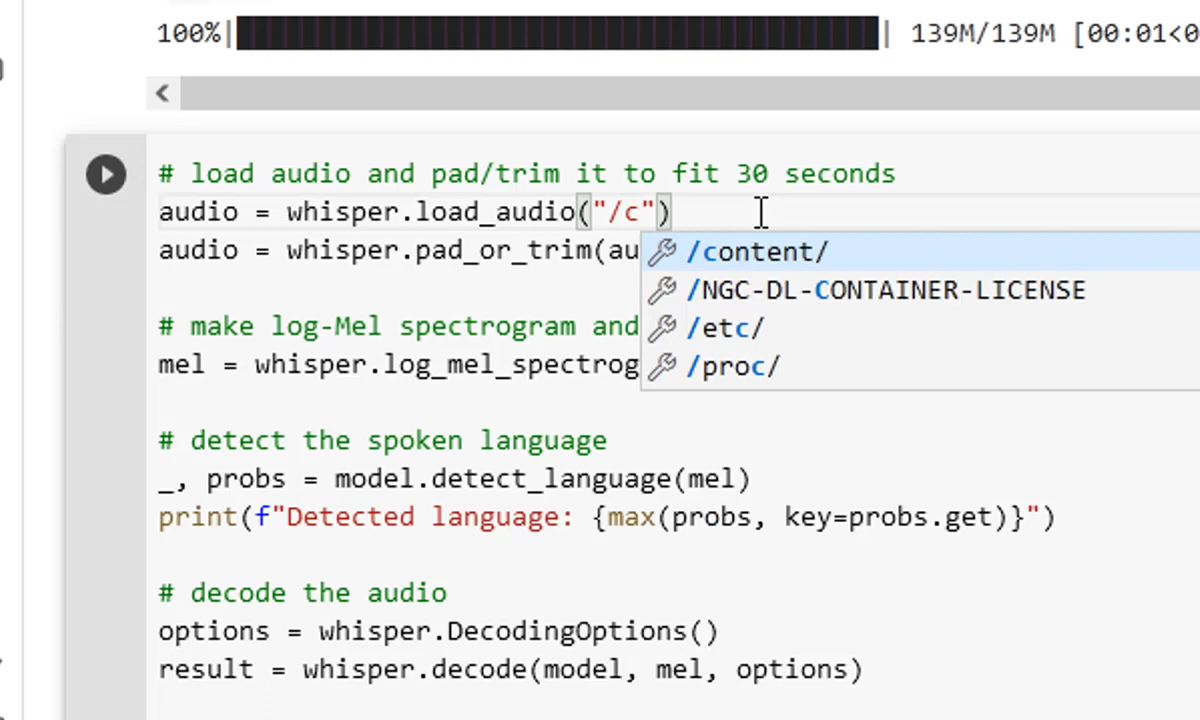 100%| | 139M/139M [00:01<0
# load audio and pad/trim it to fit 30 seconds
audio = whisper.load_audio("/c")
audio = whisper.pad_or_trim(au
/content/
/NGC-DL-CONTAINER-LICENSE
# make log-Mel spectrogram and
/etc/
mel = whisper.log_mel_spectrog
/proc/
# detect the spoken language
_, probs = model.detect_language(mel)
print(f"Detected language: {max(probs, key=probs.get)}")
# decode the audio
options = whisper.DecodingOptions()
result = whisper.decode(model, mel, options)